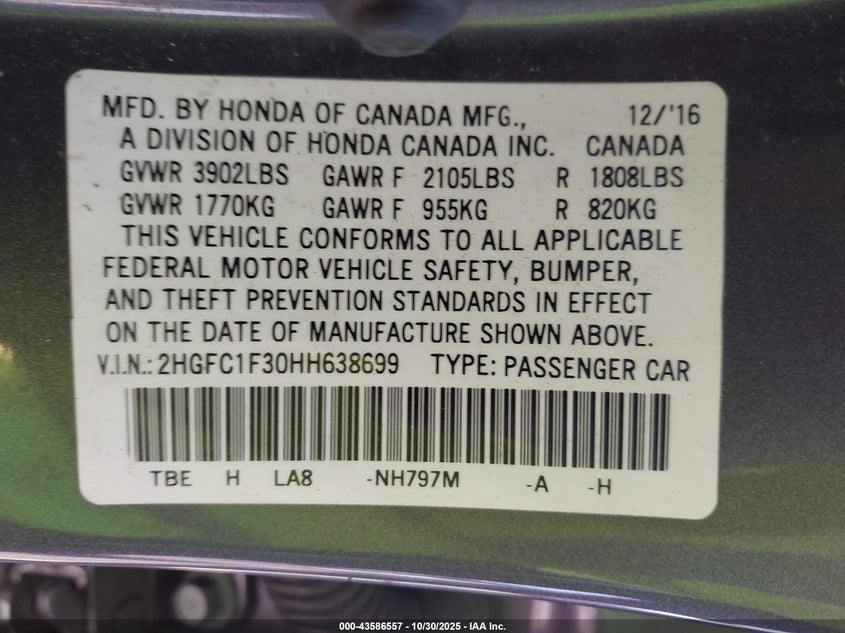 MFD. BY HONDA OF CANADA MFG., 12/'16
A DIVISION OF HONDA CANADA INC. CANADA
GVWR 3902LBS GAWR F 2105LBS R 1808LBS
GVWR 1770KG GAWR F 955KG R 820KG
THIS VEHICLE CONFORMS TO ALL APPLICABLE
FEDERAL MOTOR VEHICLE SAFETY, BUMPER,
AND THEFT PREVENTION STANDARDS IN EFFECT
ON THE DATE OF MANUFACTURE SHOWN ABOVE.
V.I.N.: 2HGFC1F30HH638699 TYPE: PASSENGER CAR
TBE H LA8 -NH797M -A -H
000-43586557 - 10/30/2025 - IAA Inc.